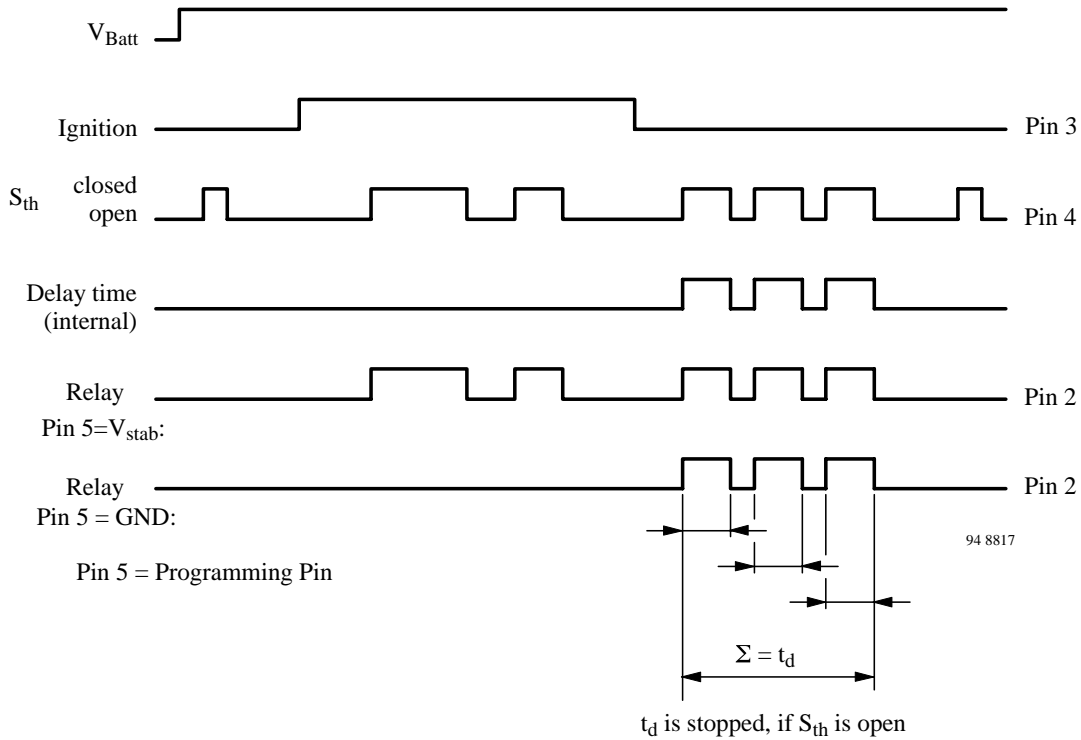 V_Batt
Ignition
Pin 3
S_th
closed
open
Pin 4
Delay time
(internal)
Relay
Pin 2
Pin 5=V_stab:
Relay
Pin 2
Pin 5 = GND:
94 8817
Pin 5 = Programming Pin
Σ = t_d
t_d is stopped, if S_th is open